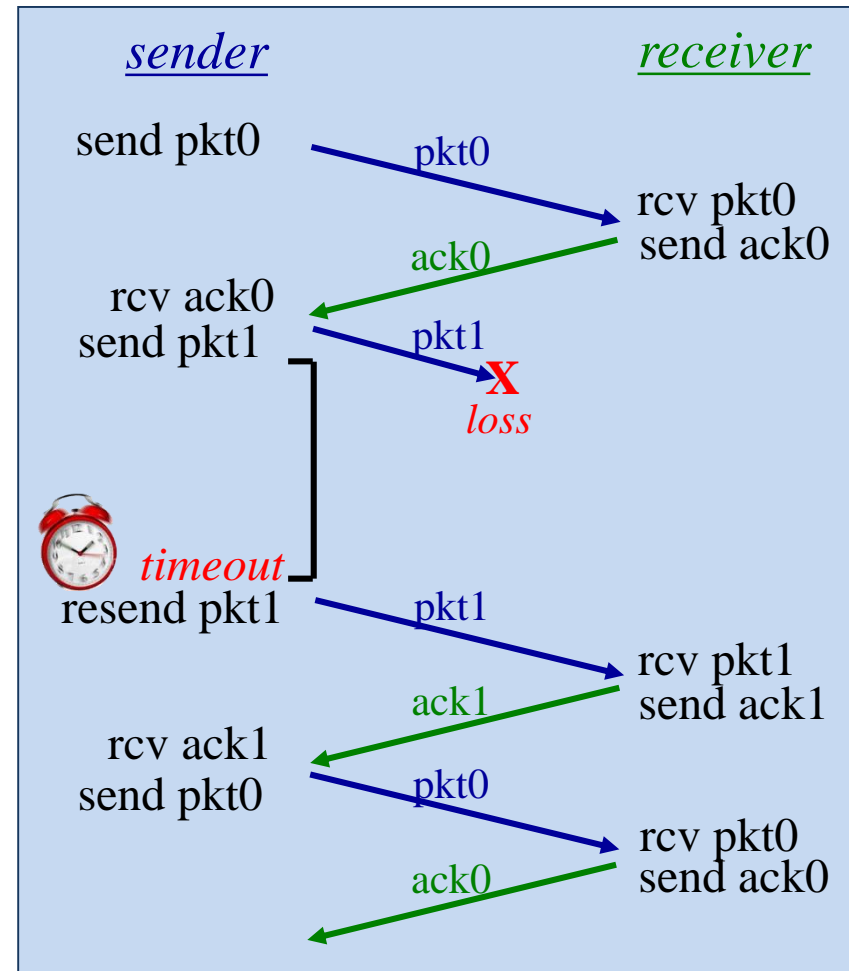 sender
receiver
send pkt0
pkt0
rcv pkt0
send ack0
ack0
rcv ack0
send pkt1
pkt1
X
loss
timeout
resend pkt1
pkt1
rcv pkt1
send ack1
ack1
rcv ack1
send pkt0
pkt0
rcv pkt0
send ack0
ack0